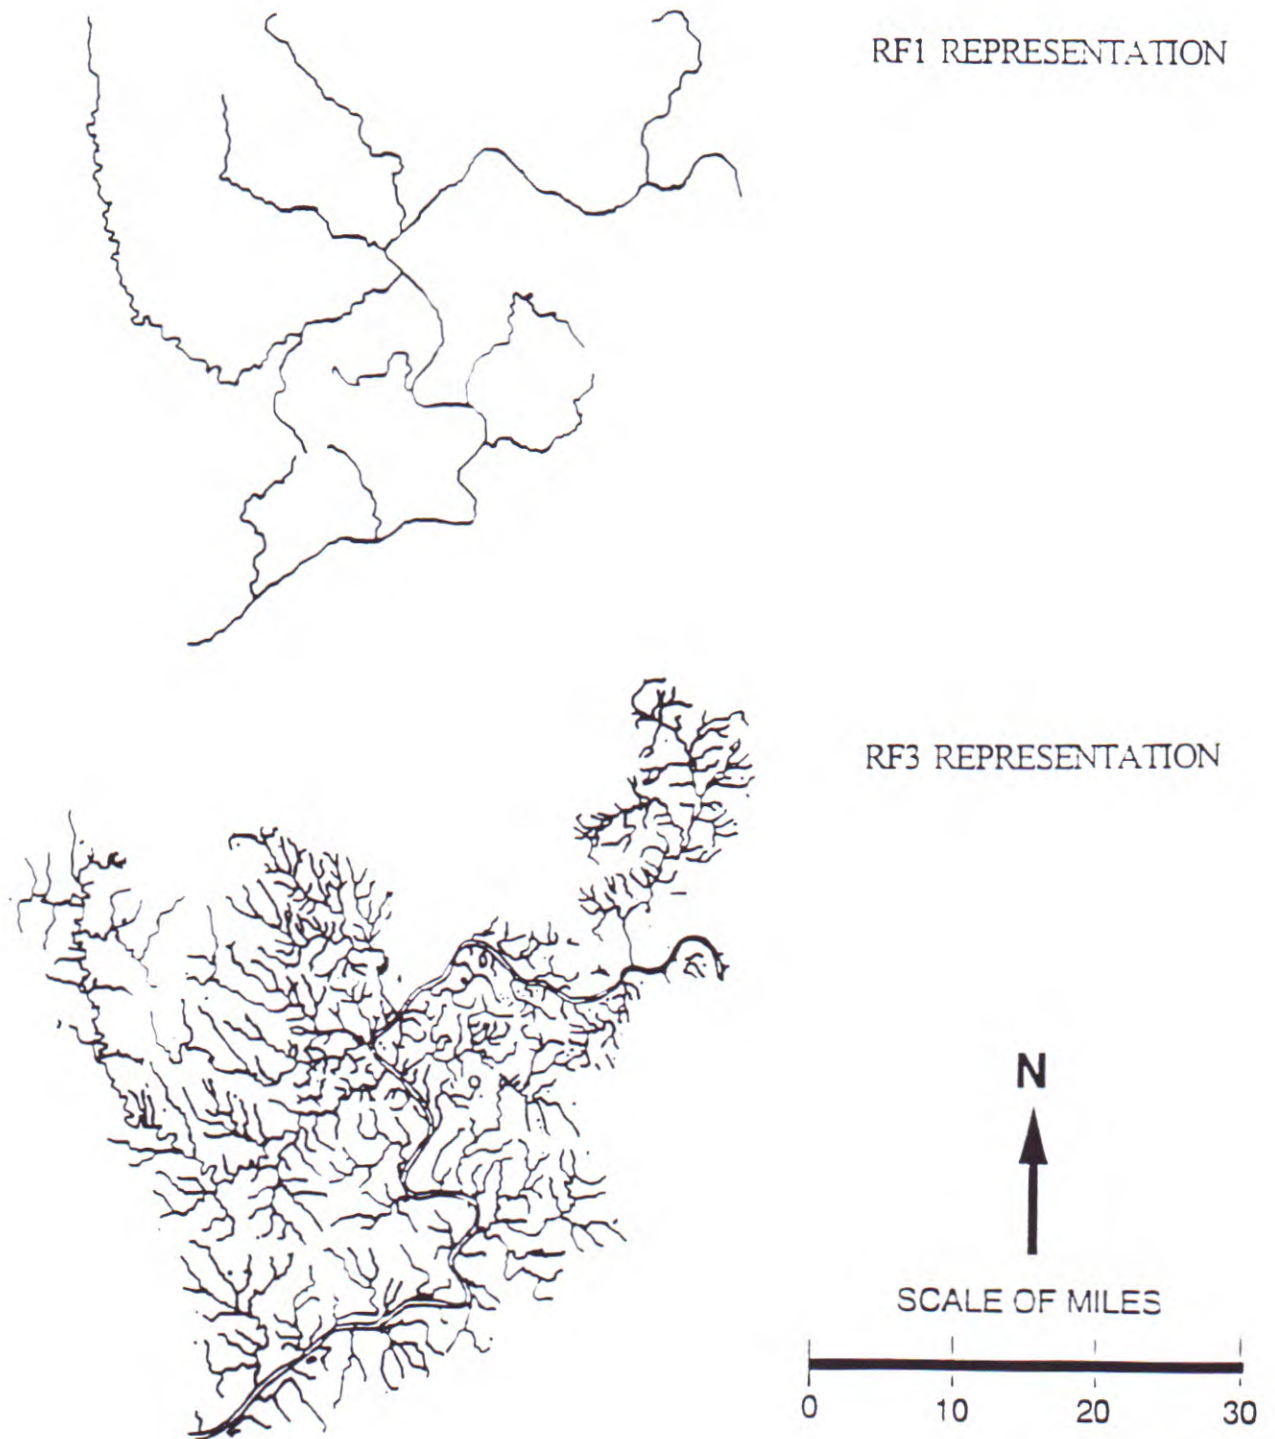 RF1 REPRESENTATION
RF3 REPRESENTATION
N
SCALE OF MILES
0 10 20 30